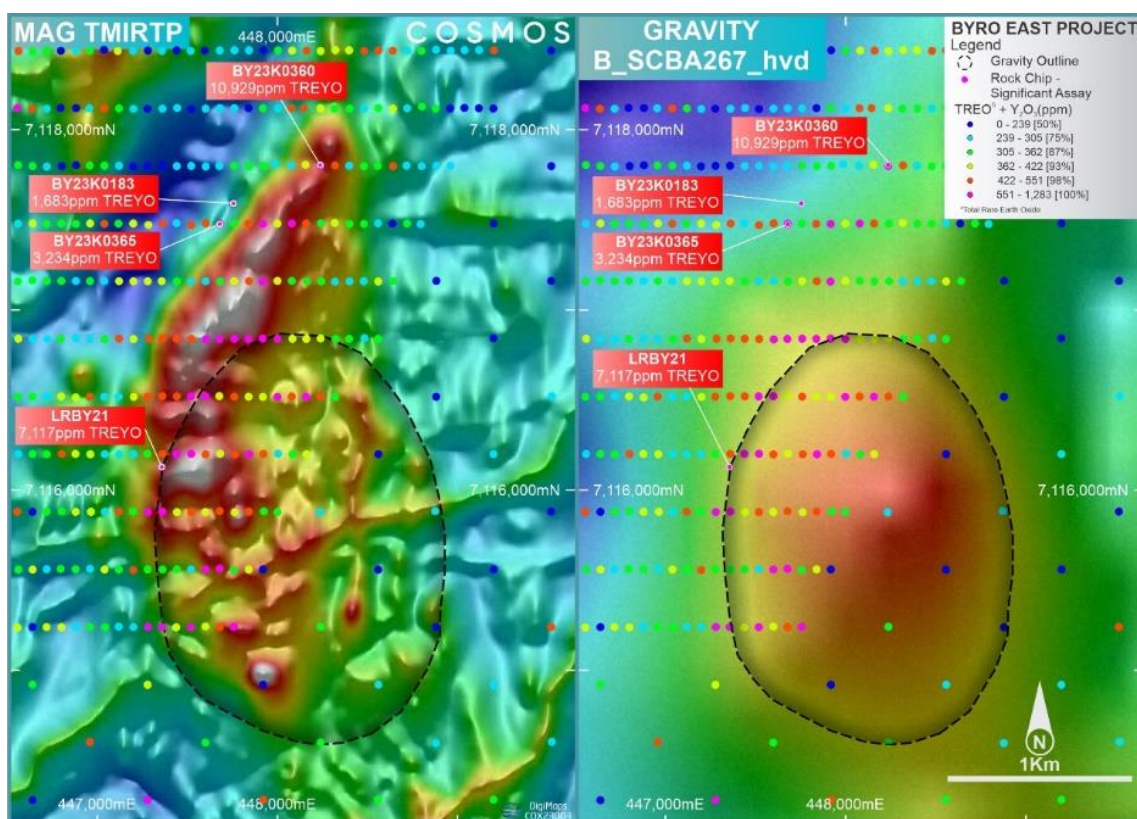 MAG TMIRTP
COSMOS
448,000mE
BY23K0360
10,929ppm TREYO
7,118,000mN
BY23K0183
1,683ppm TREYO
BY23K0365
3,234ppm TREYO
LRBY21
7,117ppm TREYO
7,116,000mN
447,000mE
448,000mE
DigiMaps
COX23003
GRAVITY
B_SCBA267_hvd
BY23K0360
10,929ppm TREYO
7,118,000mN
BY23K0183
1,683ppm TREYO
BY23K0365
3,234ppm TREYO
LRBY21
7,117ppm TREYO
7,116,000mN
7,116,000mN
447,000mE
448,000mE
N
1Km
BYRO EAST PROJECT
Legend
Gravity Outline
Rock Chip -
Significant Assay
TREO + Y₂O₃(ppm)
0 - 239 [50%]
239 - 305 [75%]
305 - 362 [87%]
362 - 422 [93%]
422 - 551 [98%]
551 - 1,283 [100%]
*Total Rare Earth Oxide